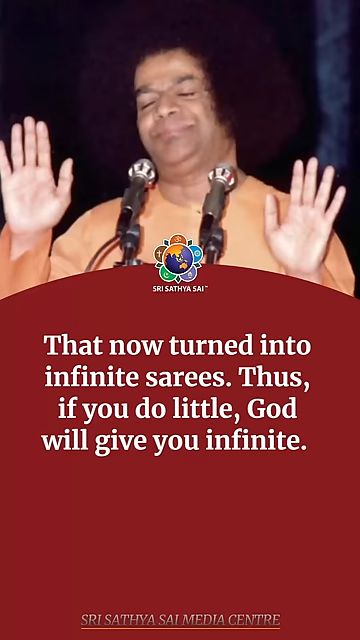 SRI SATHYA SAI™
That now turned into
infinite sarees. Thus,
if you do little, God
will give you infinite.
SRI SATHYA SAI MEDIA CENTRE